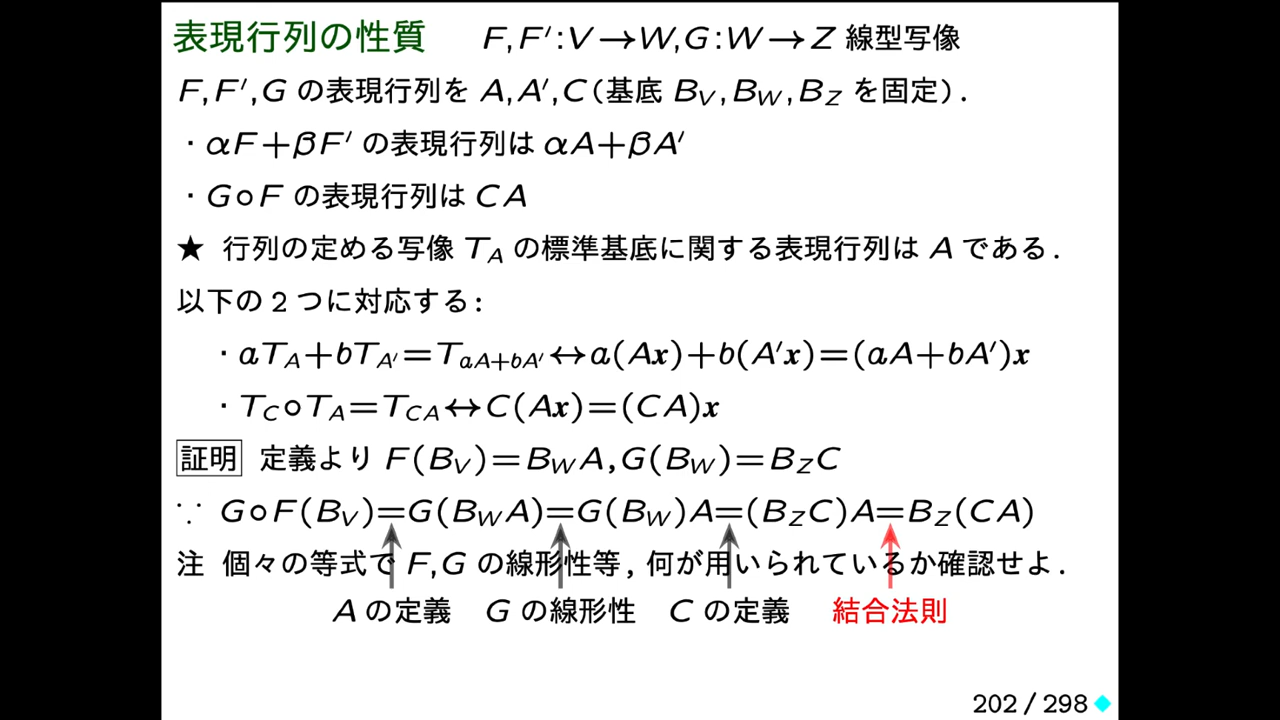 表現行列の性質 F,F′:V→W,G:W→Z 線型写像
F,F′,G の表現行列を A,A′,C(基底 B_V,B_W,B_Z を固定).
・αF+βF′ の表現行列は αA+βA′
・G∘F の表現行列は CA
★ 行列の定める写像 T_A の標準基底に関する表現行列は A である.
以下の 2 つに対応する:
・aT_A+bT_{A′}=T_{aA+bA′}↔a(A𝒙)+b(A′𝒙)=(aA+bA′)𝒙
・T_C∘T_A=T_{CA}↔C(A𝒙)=(CA)𝒙
証明 定義より F(B_V)=B_W A,G(B_W)=B_Z C
∵ G∘F(B_V)=G(B_W A)=G(B_W)A=(B_Z C)A=B_Z(CA)
注 個々の等式で F,G の線形性等, 何が用いられているか確認せよ.
A の定義 G の線形性 C の定義 結合法則
202 / 298